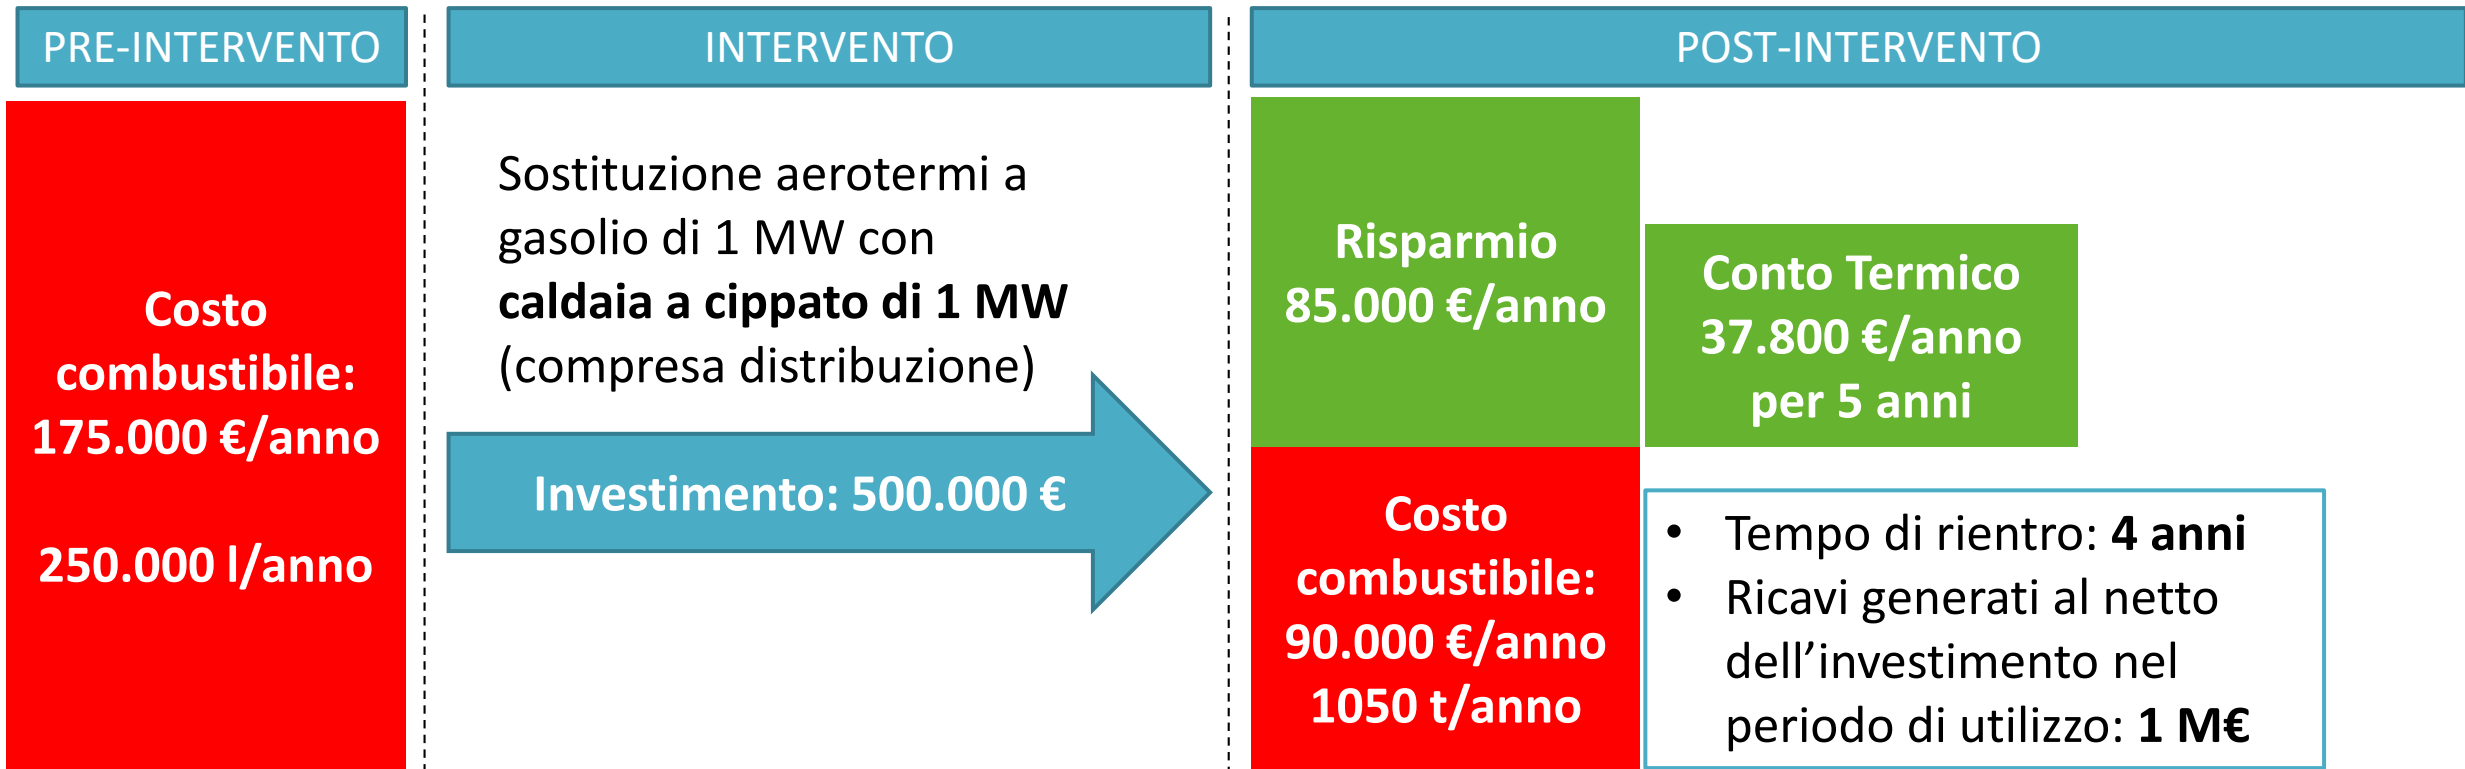 PRE-INTERVENTO
INTERVENTO
POST-INTERVENTO
Costo
combustibile:
175.000 €/anno
250.000 l/anno
Sostituzione aerotermi a
gasolio di 1 MW con
caldaia a cippato di 1 MW
(compresa distribuzione)
Investimento: 500.000 €
Risparmio
85.000 €/anno
Conto Termico
37.800 €/anno
per 5 anni
Costo
combustibile:
90.000 €/anno
1050 t/anno
• Tempo di rientro: 4 anni
• Ricavi generati al netto
dell’investimento nel
periodo di utilizzo: 1 M€